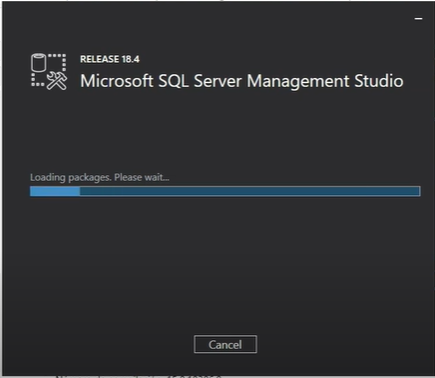 RELEASE 18.4
Microsoft SQL Server Management Studio
Loading packages. Please wait...
Cancel